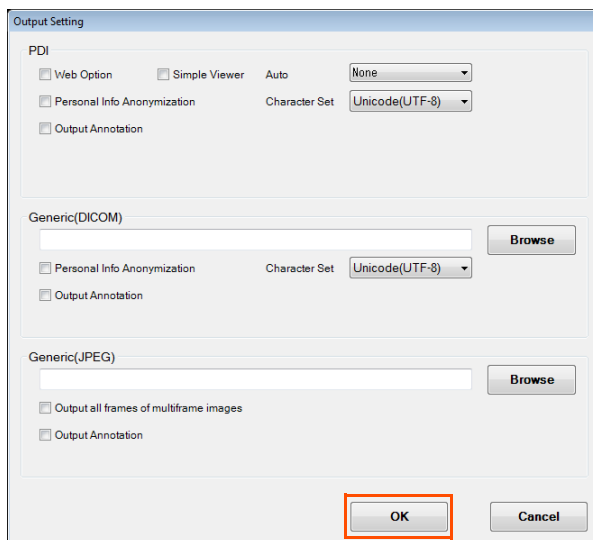 Output Setting
PDI
Web Option Simple Viewer Auto None
Personal Info Anonymization Character Set Unicode(UTF-8)
Output Annotation
Generic(DICOM)
Browse
Personal Info Anonymization Character Set Unicode(UTF-8)
Output Annotation
Generic(JPEG)
Browse
Output all frames of multiframe images
Output Annotation
OK Cancel